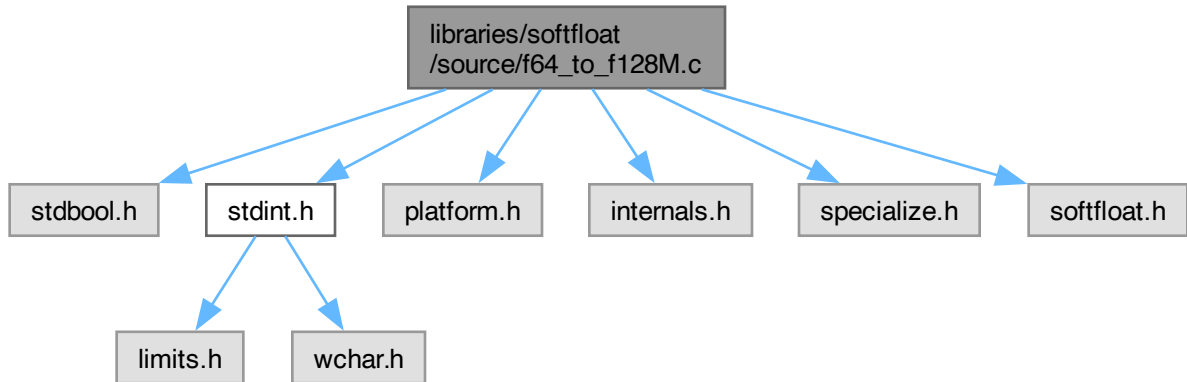 libraries/softfloat
/source/f64_to_f128M.c
stdbool.h
stdint.h
platform.h
internals.h
specialize.h
softfloat.h
limits.h
wchar.h